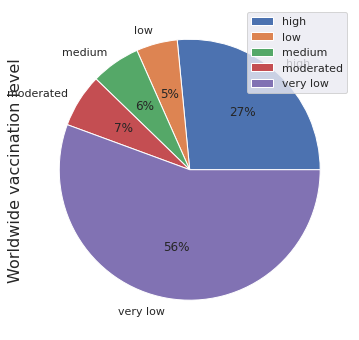 low
medium
moderated
very low
high
Worldwide vaccination level
27%
5%
6%
7%
56%
high
low
medium
moderated
very low